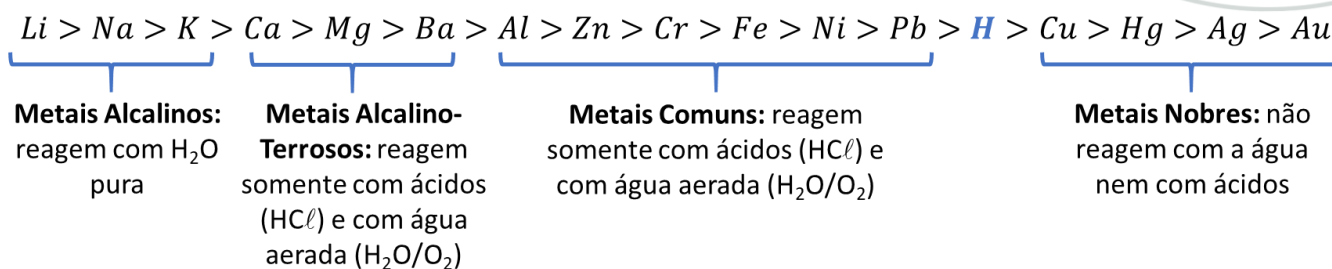 Li > Na > K > Ca > Mg > Ba > Al > Zn > Cr > Fe > Ni > Pb > H > Cu > Hg > Ag > Au
Metais Alcalinos:
reagem com H₂O
pura
Metais Alcalino-
Terrosos: reagem
somente com ácidos
(HCℓ) e com água
aerada (H₂O/O₂)
Metais Comuns: reagem
somente com ácidos (HCℓ) e
com água aerada (H₂O/O₂)
Metais Nobres: não
reagem com a água
nem com ácidos